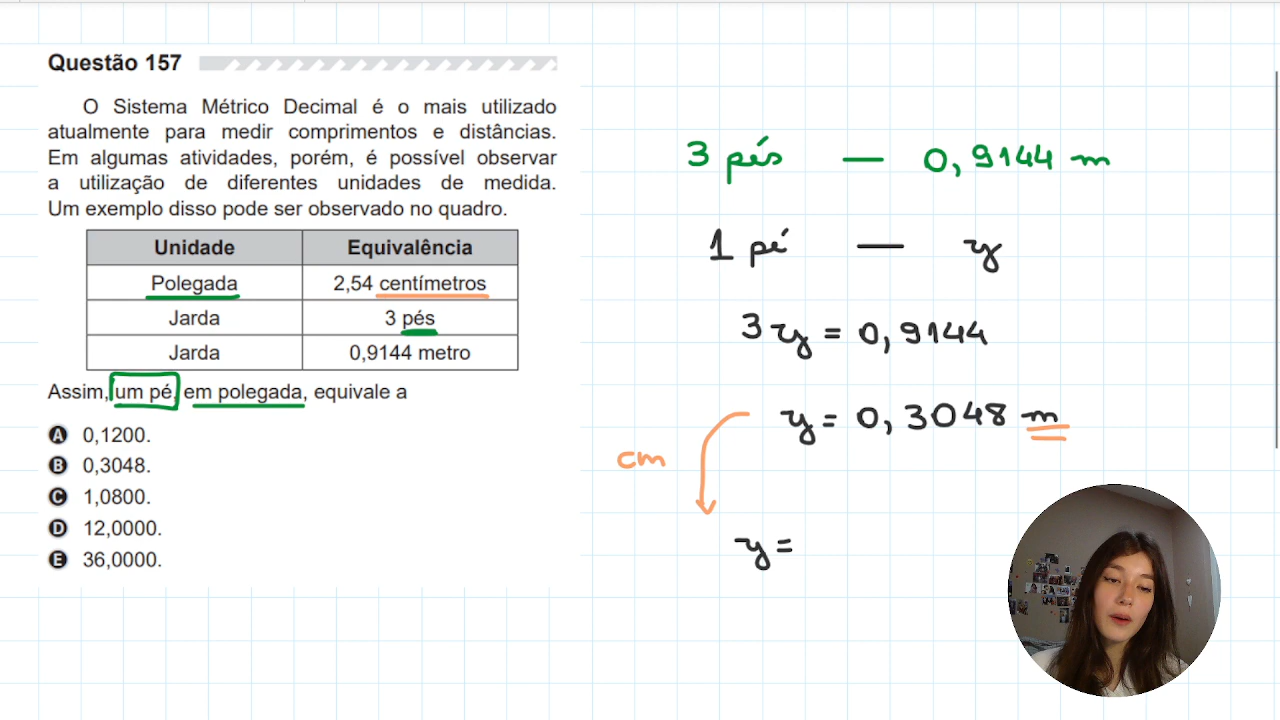 Questão 157
O Sistema Métrico Decimal é o mais utilizado
atualmente para medir comprimentos e distâncias.
Em algumas atividades, porém, é possível observar
a utilização de diferentes unidades de medida.
Um exemplo disso pode ser observado no quadro.
Unidade Equivalência
Polegada 2,54 centímetros
Jarda 3 pés
Jarda 0,9144 metro
Assim, um pé, em polegada, equivale a
A 0,1200.
B 0,3048.
C 1,0800.
D 12,0000.
E 36,0000.
3 pés — 0,9144 m
1 pé — y
3y = 0,9144
y = 0,3048 m
cm
y =